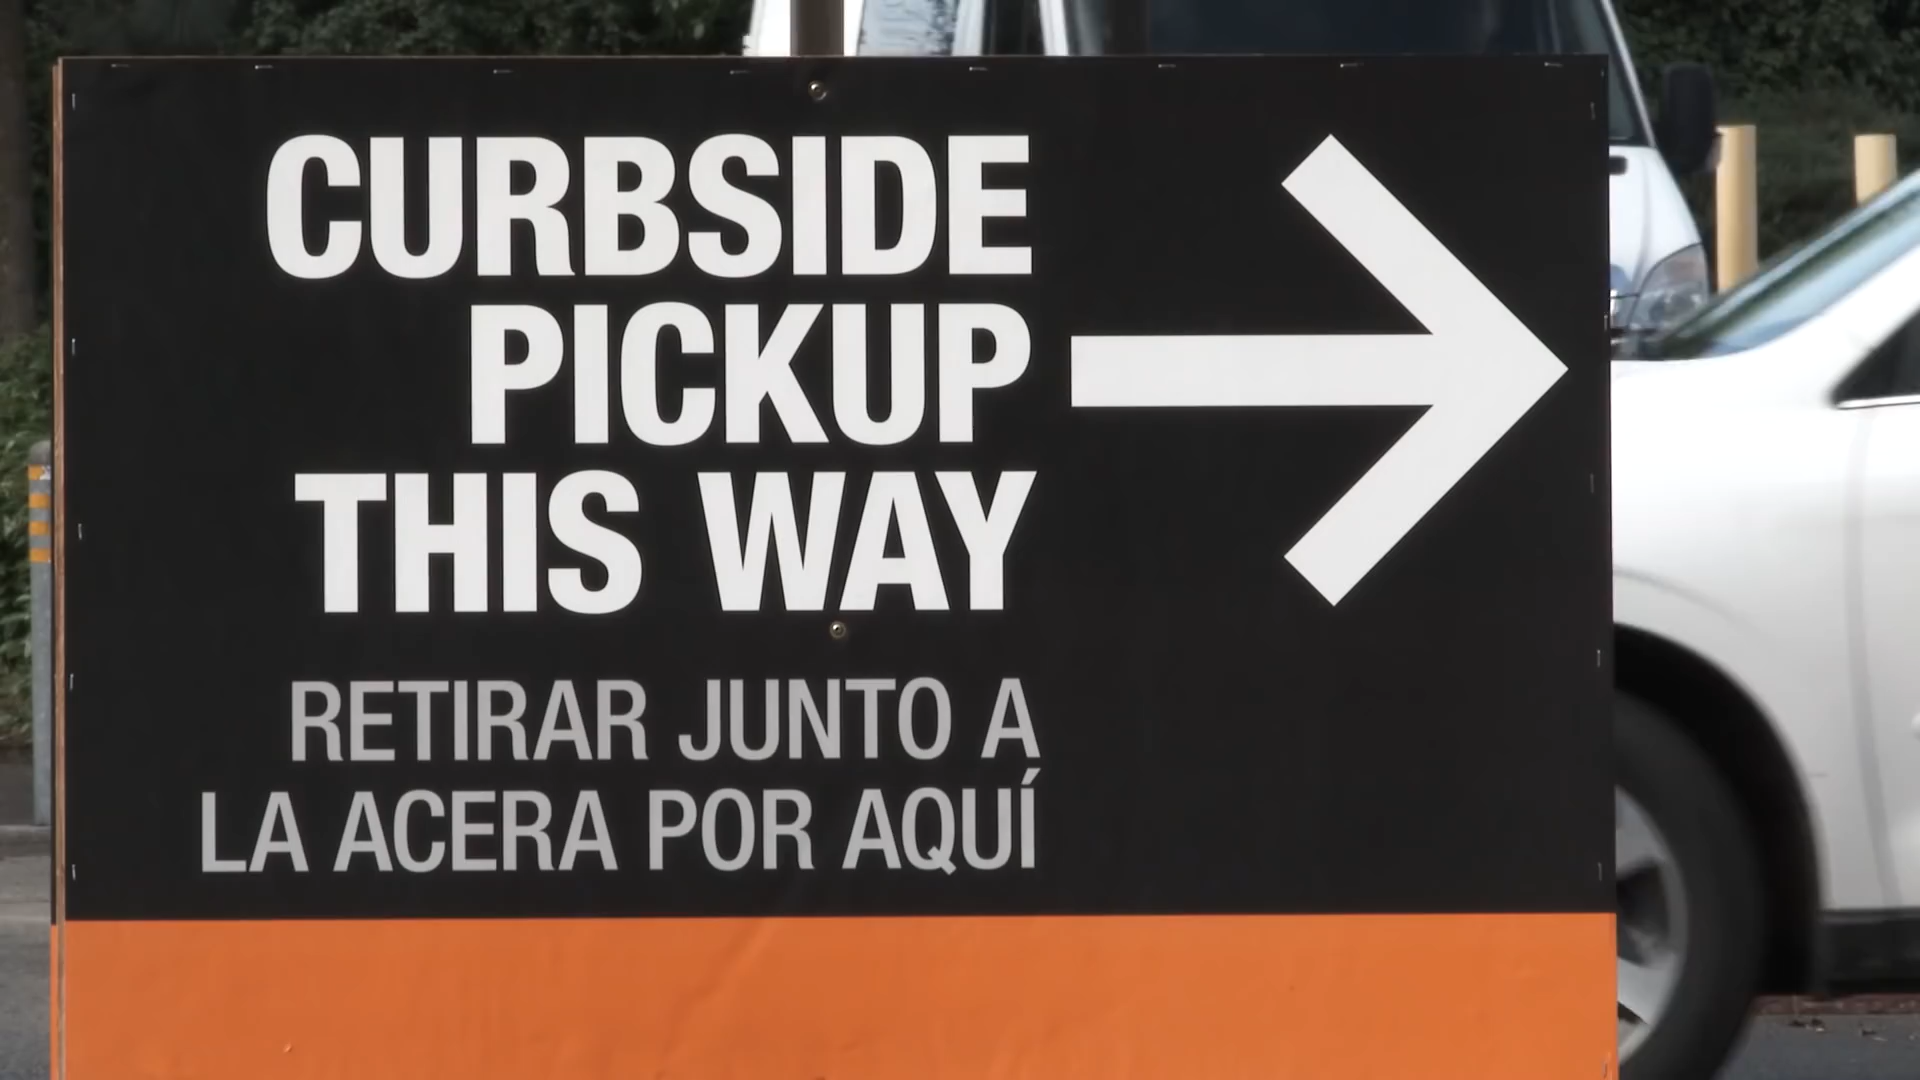 CURBSIDE
PICKUP
THIS WAY
RETIRAR JUNTO A
LA ACERA POR AQUÍ